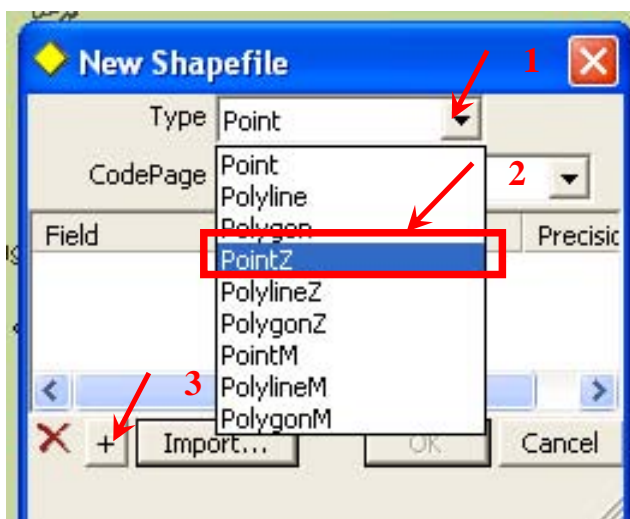 New Shapefile 1
Type Point
CodePage 2
Point
Polyline
Polygon
Field Precisic
PointZ
PolylineZ
PolygonZ
PointM
PolylineM
PolygonM
3
+ Import... OK Cancel